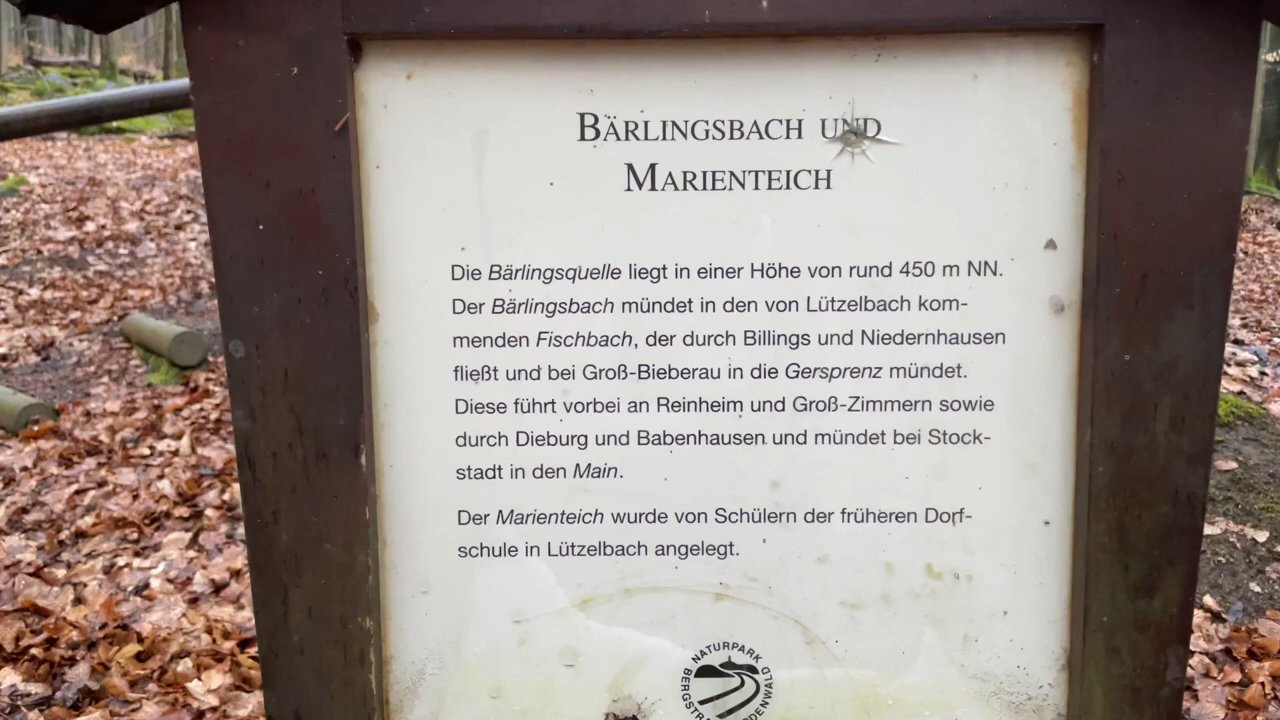 BÄRLINGSBACH UND
MARIENTEICH
Die Bärlingsquelle liegt in einer Höhe von rund 450 m NN.
Der Bärlingsbach mündet in den von Lützelbach kom-
menden Fischbach, der durch Billings und Niedernhausen
fließt und bei Groß-Bieberau in die Gersprenz mündet.
Diese führt vorbei an Reinheim und Groß-Zimmern sowie
durch Dieburg und Babenhausen und mündet bei Stock-
stadt in den Main.
Der Marienteich wurde von Schülern der früheren Dorf-
schule in Lützelbach angelegt.
NATURPARK